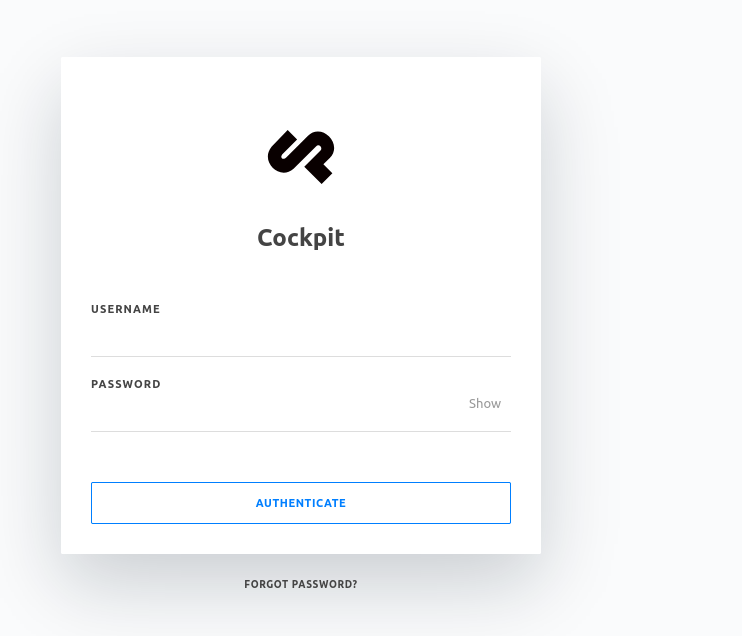 Cockpit
USERNAME
PASSWORD
Show
AUTHENTICATE
FORGOT PASSWORD?